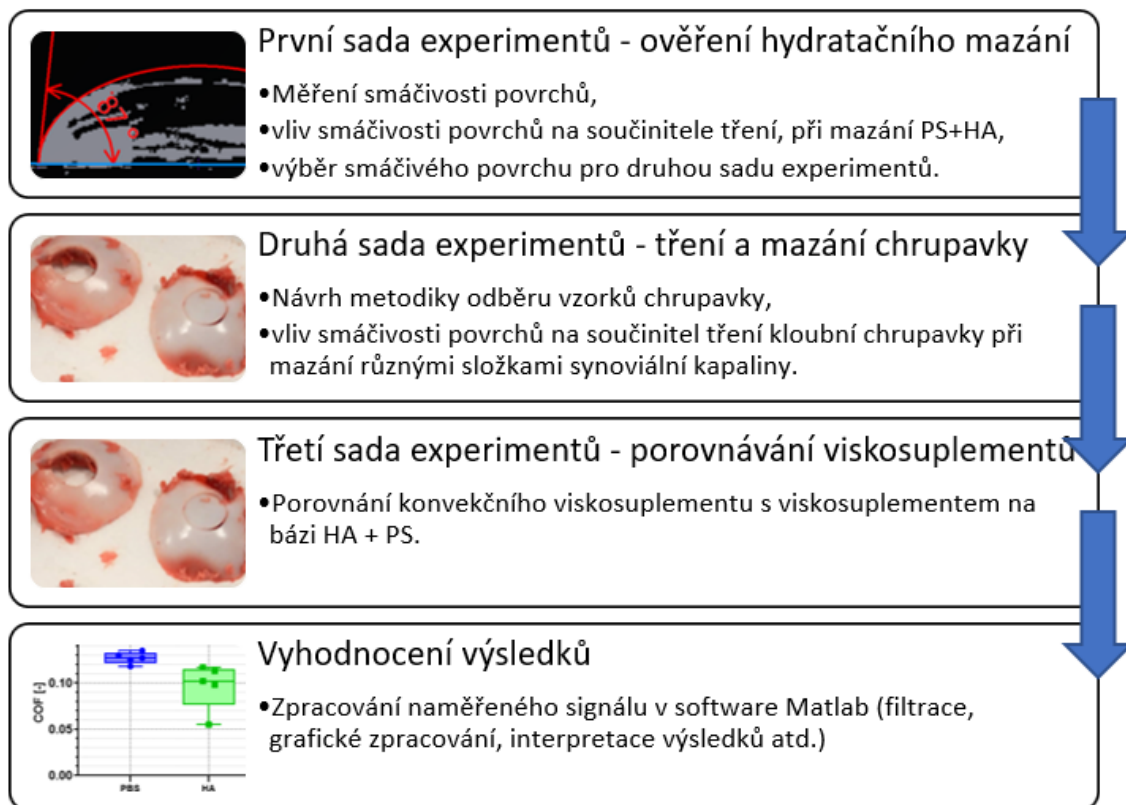 První sada experimentů - ověření hydratačního mazání
•Měření smáčivosti povrchů,
•vliv smáčivosti povrchů na součinitele tření, při mazání PS+HA,
•výběr smáčivého povrchu pro druhou sadu experimentů.
87°
Druhá sada experimentů - tření a mazání chrupavky
•Návrh metodiky odběru vzorků chrupavky,
•vliv smáčivosti povrchů na součinitel tření kloubní chrupavky při
mazání různými složkami synoviální kapaliny.
Třetí sada experimentů - porovnávání viskosuplementů
•Porovnání konvekčního viskosuplementu s viskosuplementem na
bázi HA + PS.
Vyhodnocení výsledků
•Zpracování naměřeného signálu v software Matlab (filtrace,
grafické zpracování, interpretace výsledků atd.)
COF [-]
0.10
0.05
0.00
PBS
HA